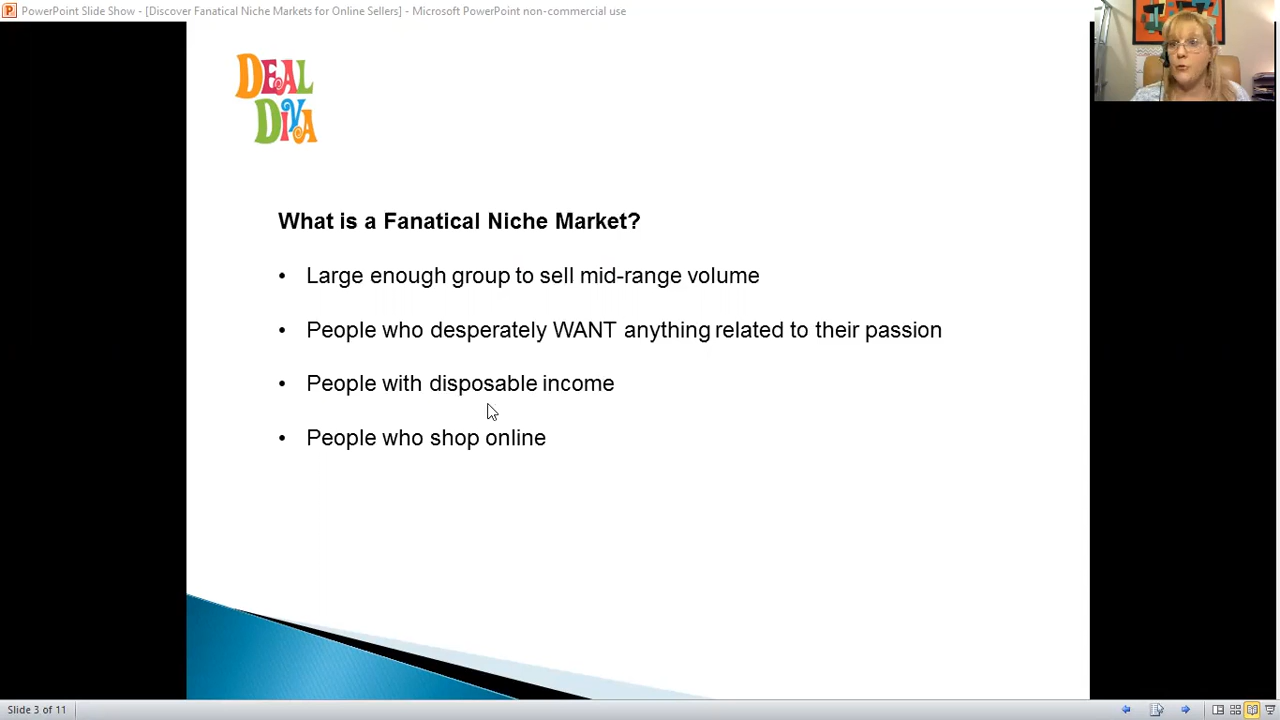 PowerPoint Slide Show - [Discover Fanatical Niche Markets for Online Sellers] - Microsoft PowerPoint non-commercial use
DEAL
DIVA
What is a Fanatical Niche Market?
• Large enough group to sell mid-range volume
• People who desperately WANT anything related to their passion
• People with disposable income
• People who shop online
Slide 3 of 11